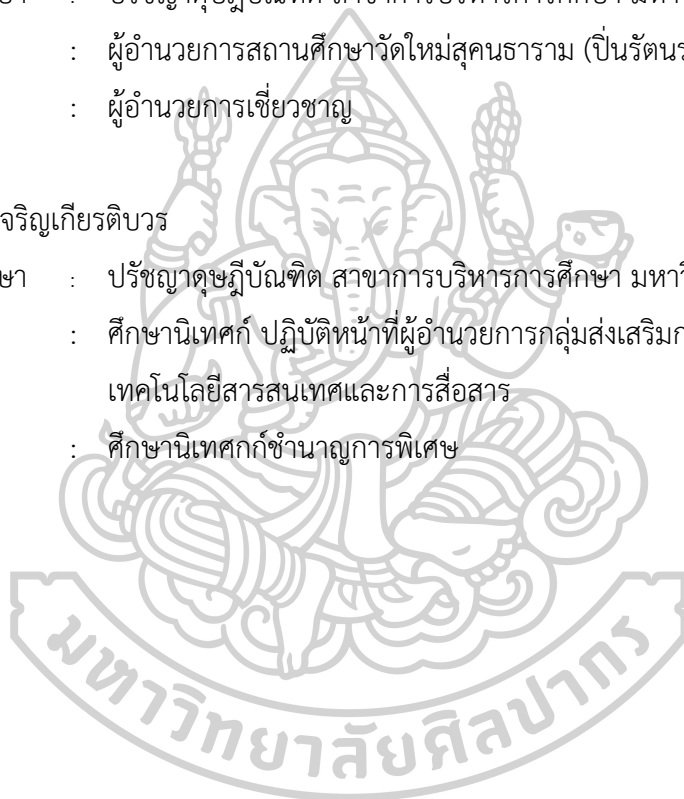 : ผู้อำนวยการสถานศึกษาวัดใหม่สุคนธาราม (ปิ่นรัตน
: ผู้อำนวยการเชี่ยวชาญ
จริญเกียรติบวร
ษา : ปรัชญาดุษฎีบัณฑิต สาขาการบริหารการศึกษา มหาวิ
: ศึกษานิเทศก์ ปฏิบัติหน้าที่ผู้อำนวยการกลุ่มส่งเสริมก
เทคโนโลยีสารสนเทศและการสื่อสาร
: ศึกษานิเทศกก์ชำนาญการพิเศษ
มหาวิทยาลัยศิลปากร